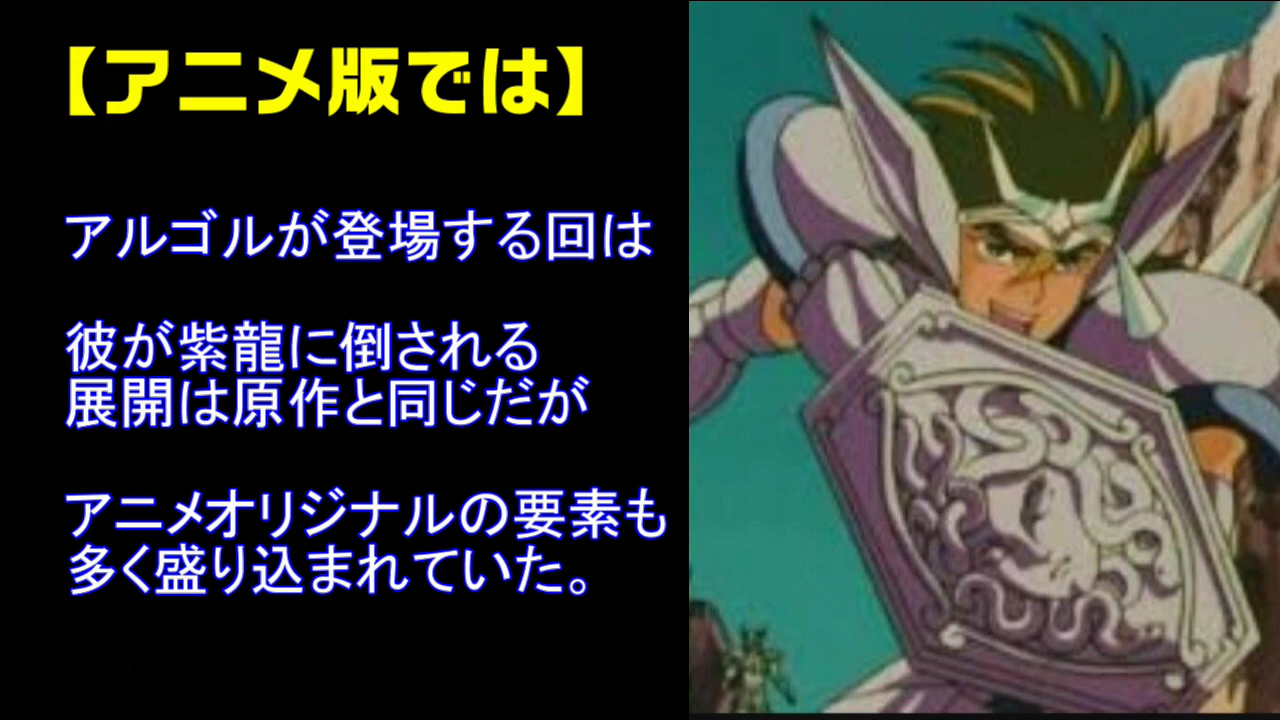 【アニメ版では】
アルゴルが登場する回は
彼が紫龍に倒される
展開は原作と同じだが
アニメオリジナルの要素も
多く盛り込まれていた。